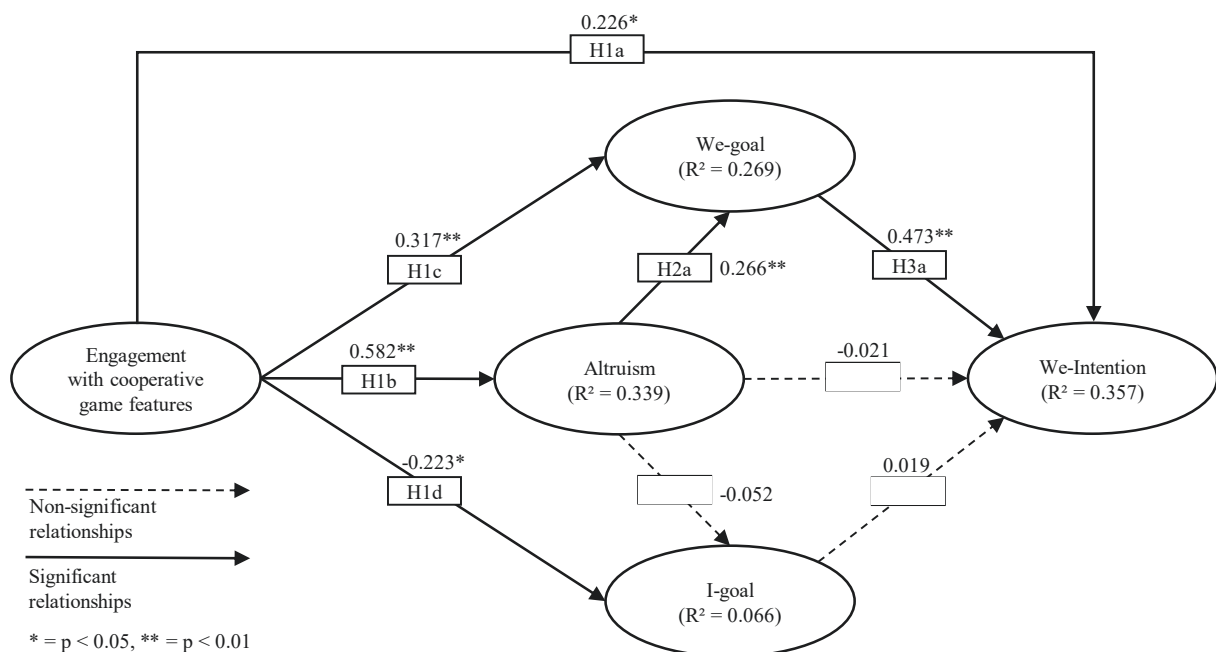 0.226*
H1a
We-goal
(R² = 0.269)
0.317**
H1c
H2a
0.266**
0.473**
H3a
Engagement
with cooperative
game features
0.582**
H1b
Altruism
(R² = 0.339)
-0.021
We-Intention
(R² = 0.357)
-0.223*
H1d
-0.052
0.019
I-goal
(R² = 0.066)
Non-significant
relationships
Significant
relationships
* = p < 0.05, ** = p < 0.01